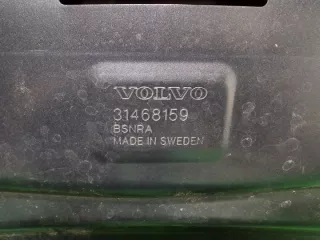 VOLVO
31468159
BSNRA
MADE IN SWEDEN